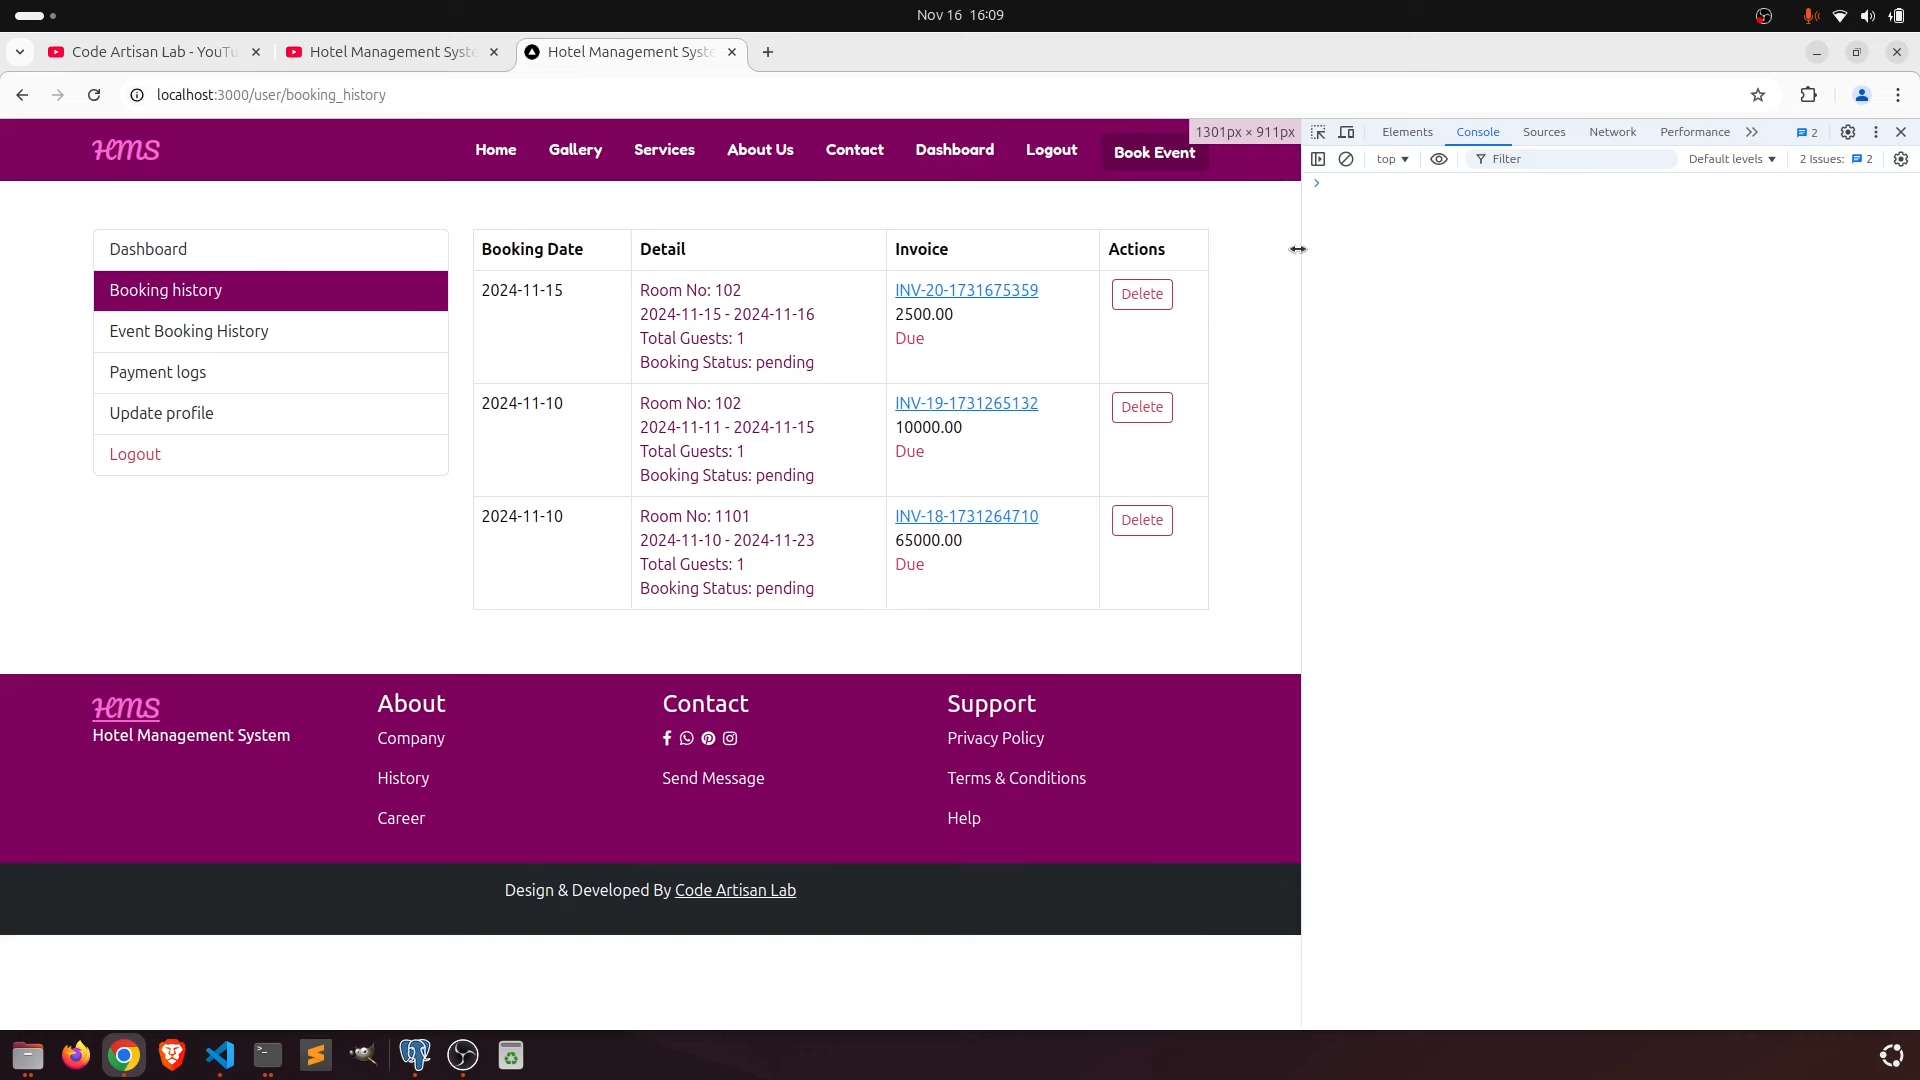 Nov 16 16:09
Code Artisan Lab - YouTu
Hotel Management Syste
Hotel Management Syste
localhost:3000/user/booking_history
HMS
Home
Gallery
Services
About Us
Contact
Dashboard
Logout
Book Event
1301px × 911px
Elements
Console
Sources
Network
Performance
2
top
Filter
Default levels
2 Issues: 2
Dashboard
Booking history
Event Booking History
Payment logs
Update profile
Logout
Booking Date
Detail
Invoice
Actions
2024-11-15
Room No: 102
2024-11-15 - 2024-11-16
Total Guests: 1
Booking Status: pending
INV-20-1731675359
2500.00
Due
Delete
2024-11-10
Room No: 102
2024-11-11 - 2024-11-15
Total Guests: 1
Booking Status: pending
INV-19-1731265132
10000.00
Due
Delete
2024-11-10
Room No: 1101
2024-11-10 - 2024-11-23
Total Guests: 1
Booking Status: pending
INV-18-1731264710
65000.00
Due
Delete
HMS
Hotel Management System
About
Company
History
Career
Contact
Send Message
Support
Privacy Policy
Terms & Conditions
Help
Design & Developed By Code Artisan Lab